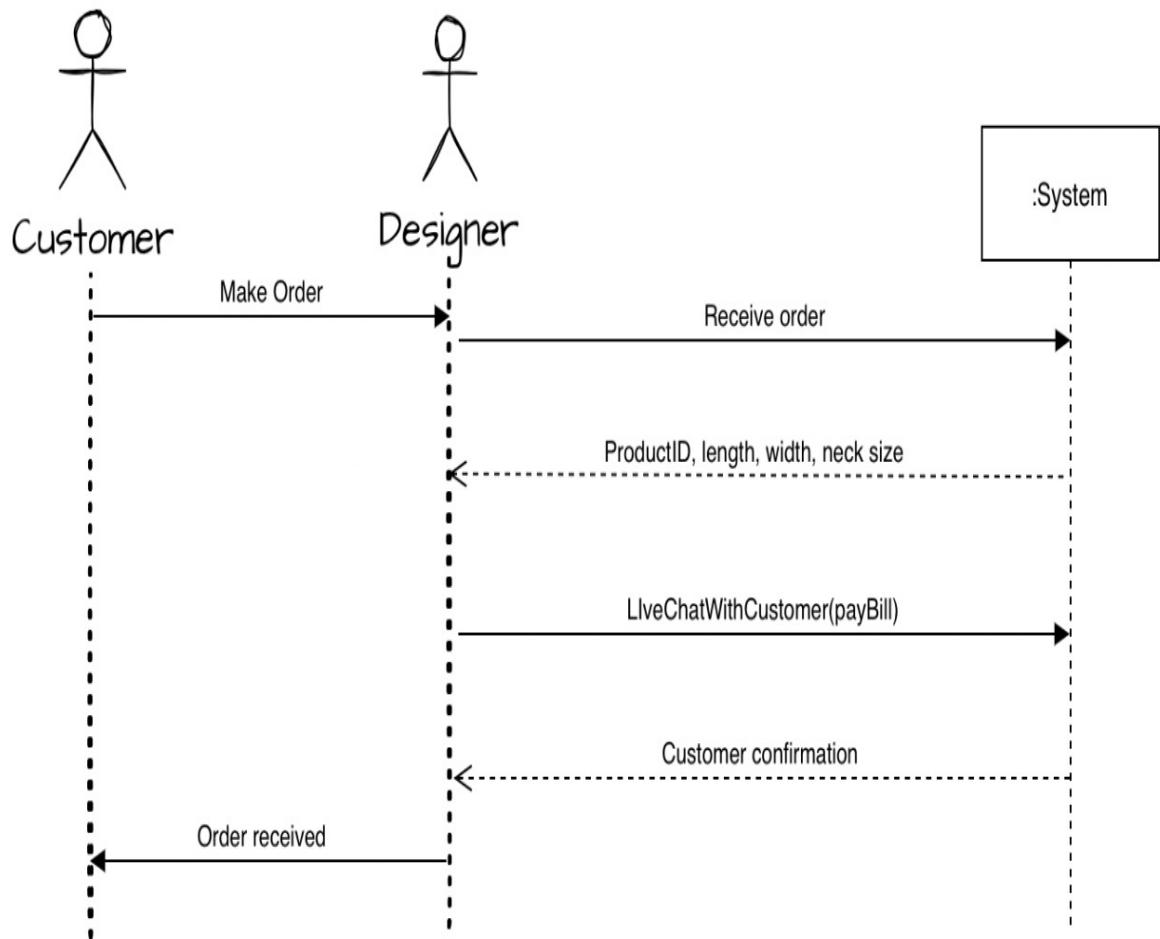 Customer
Designer
:System
Make Order
Receive order
ProductID, length, width, neck size
LIveChatWithCustomer(payBill)
Customer confirmation
Order received